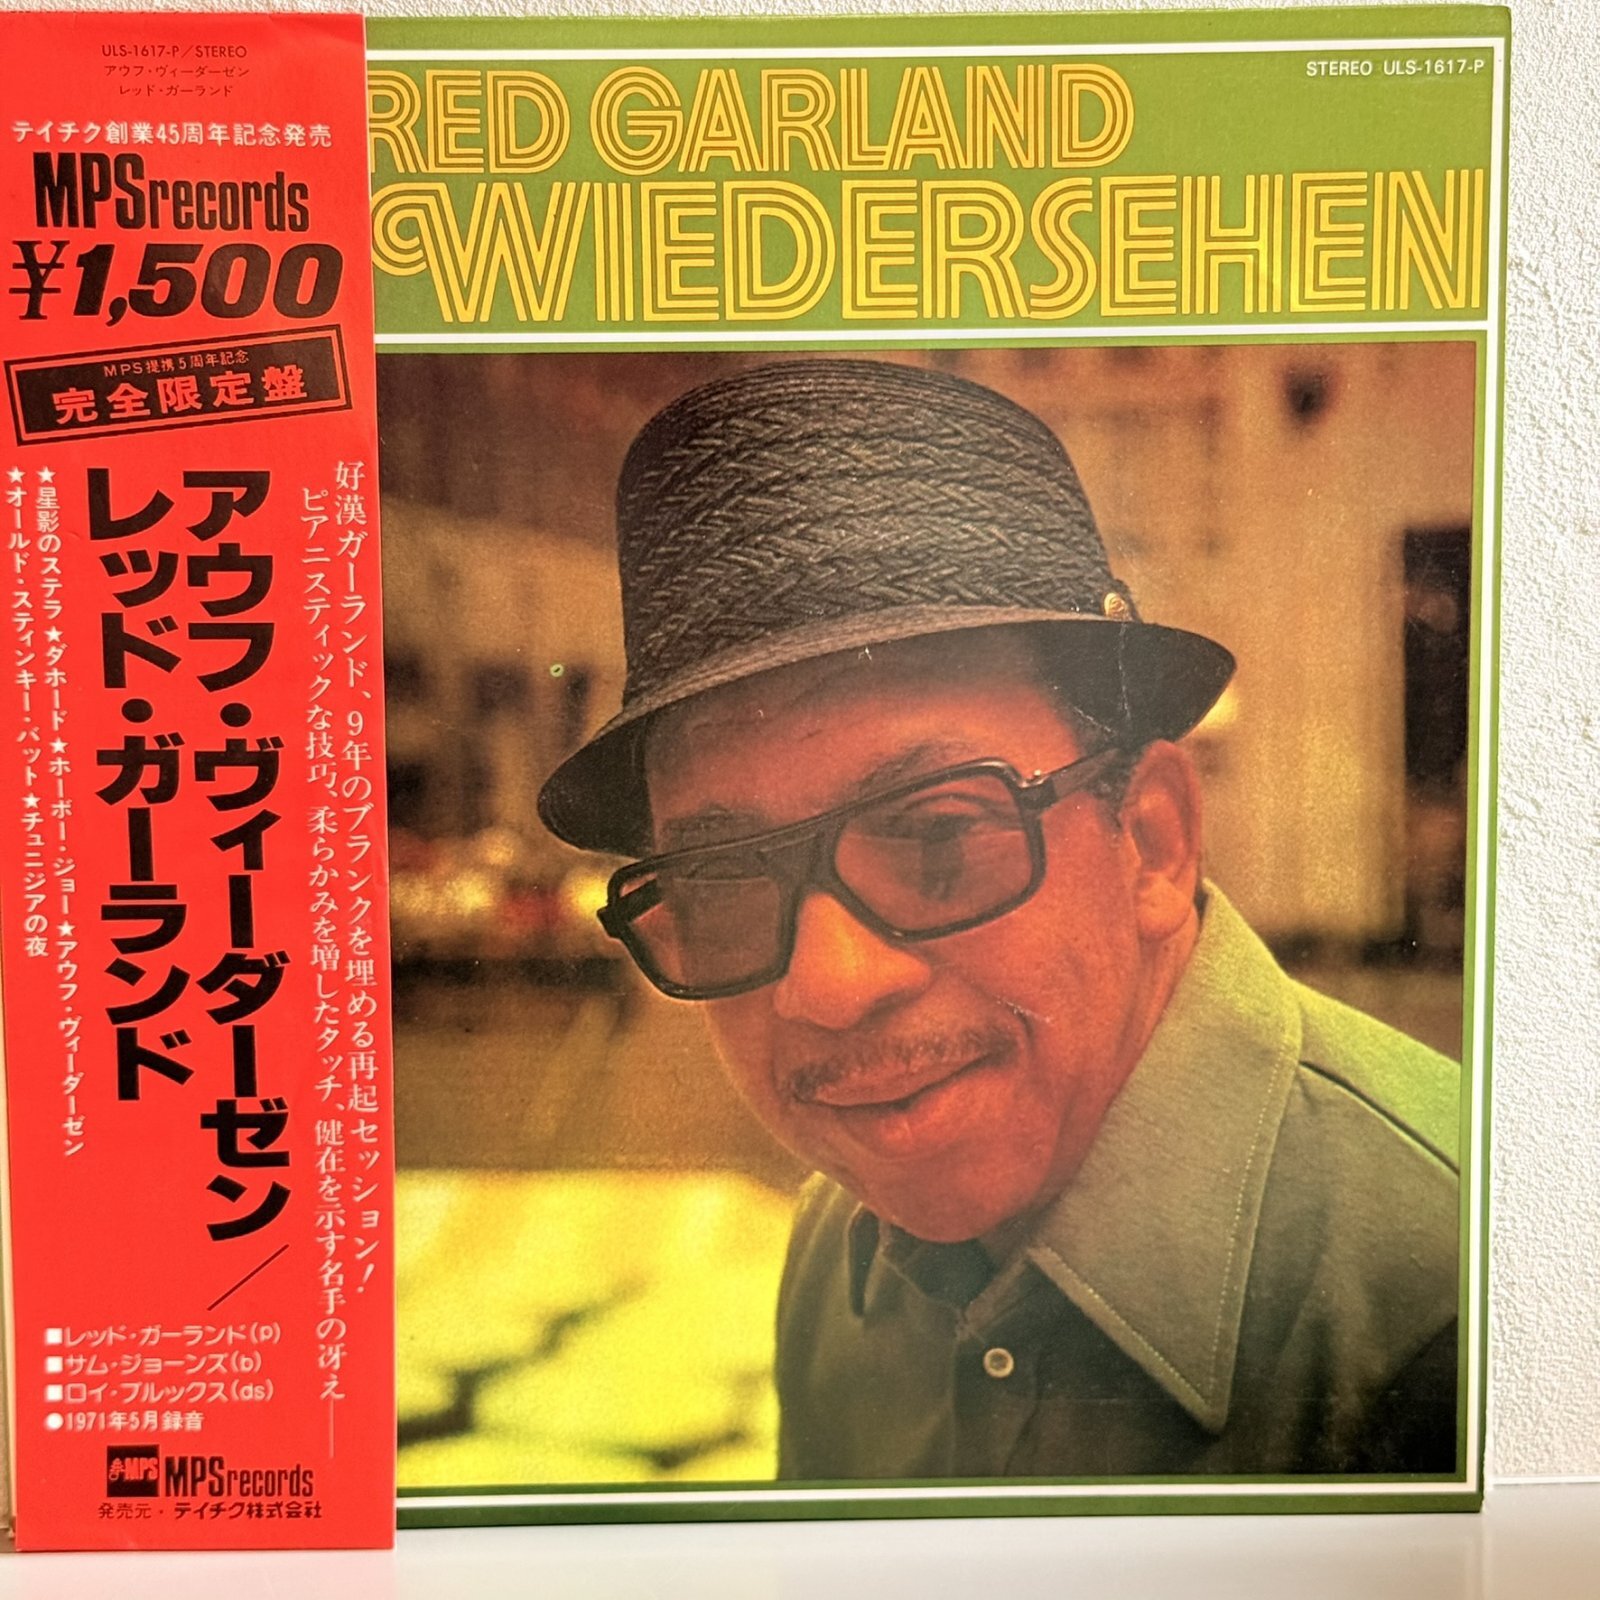 ULS-1617-P／STEREO
アウフ・ヴィーダーゼン
レッド・ガーランド
テイチク創業45周年記念発売
MPSrecords
¥1,500
MPS提携5周年記念
完全限定盤
好漢ガーランド、9年のブランクを埋める再起セッション！
ピアニスティックな技巧、柔らかみを増したタッチ、健在を示す名手の冴え――
アウフ・ヴィーダーゼン／
レッド・ガーランド
★星影のステラ★ダホード★ホーボー・ジョー★アウフ・ヴィーダーゼン
★オールド・スティンキー・バット★チュニジアの夜
■レッド・ガーランド(p)
■サム・ジョーンズ(b)
■ロイ・ブルックス(ds)
●1971年5月録音
MPS MPSrecords
発売元・テイチク株式会社
STEREO ULS-1617-P
RED GARLAND
WIEDERSEHEN